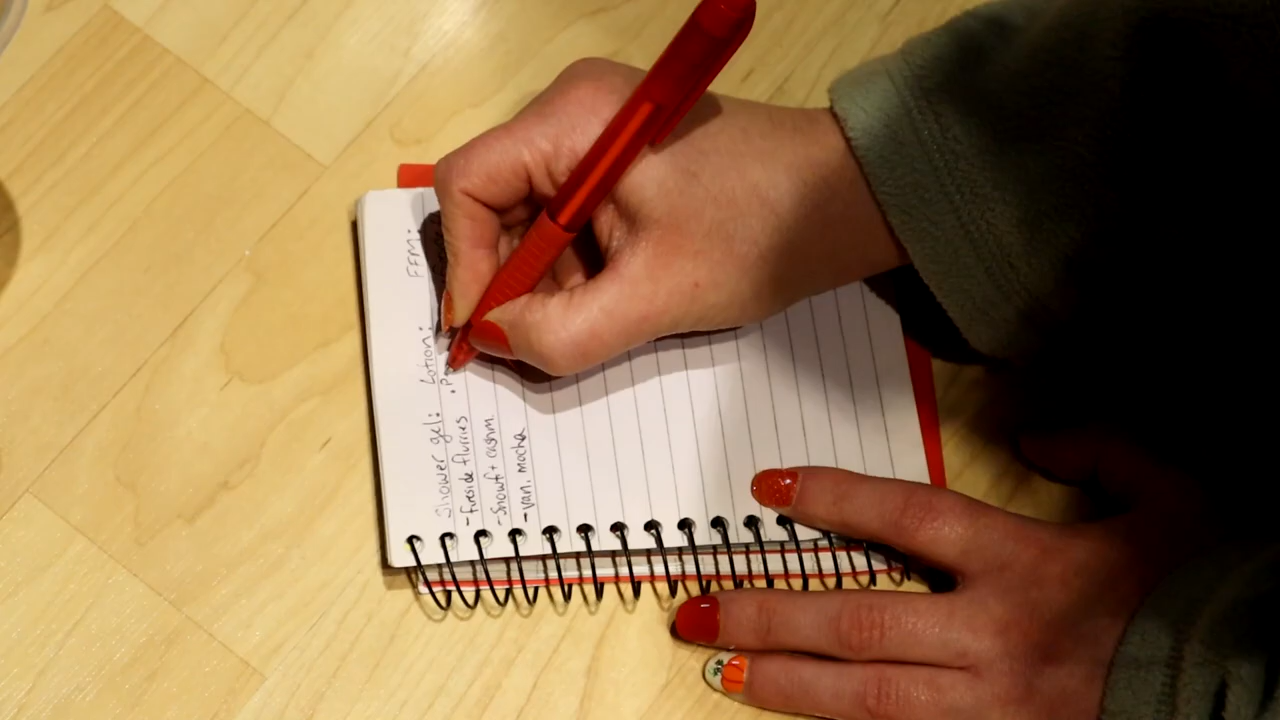 Shower gel: Lotion: FFM:
- fireside flurries · P
- Snowf + cashm.
- van. mocha